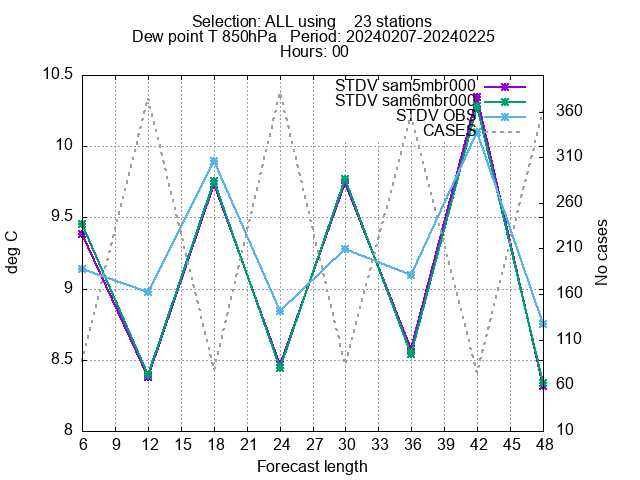 Selection: ALL using    23 stations
Dew point T 850hPa   Period: 20240207-20240225
Hours: 00
STDV sam5mbr000
STDV sam6mbr000
STDV OBS
CASES
10.5
10
9.5
9
8.5
8
deg C
360
310
260
210
160
110
60
10
No cases
6 9 12 15 18 21 24 27 30 33 36 39 42 45 48
Forecast length